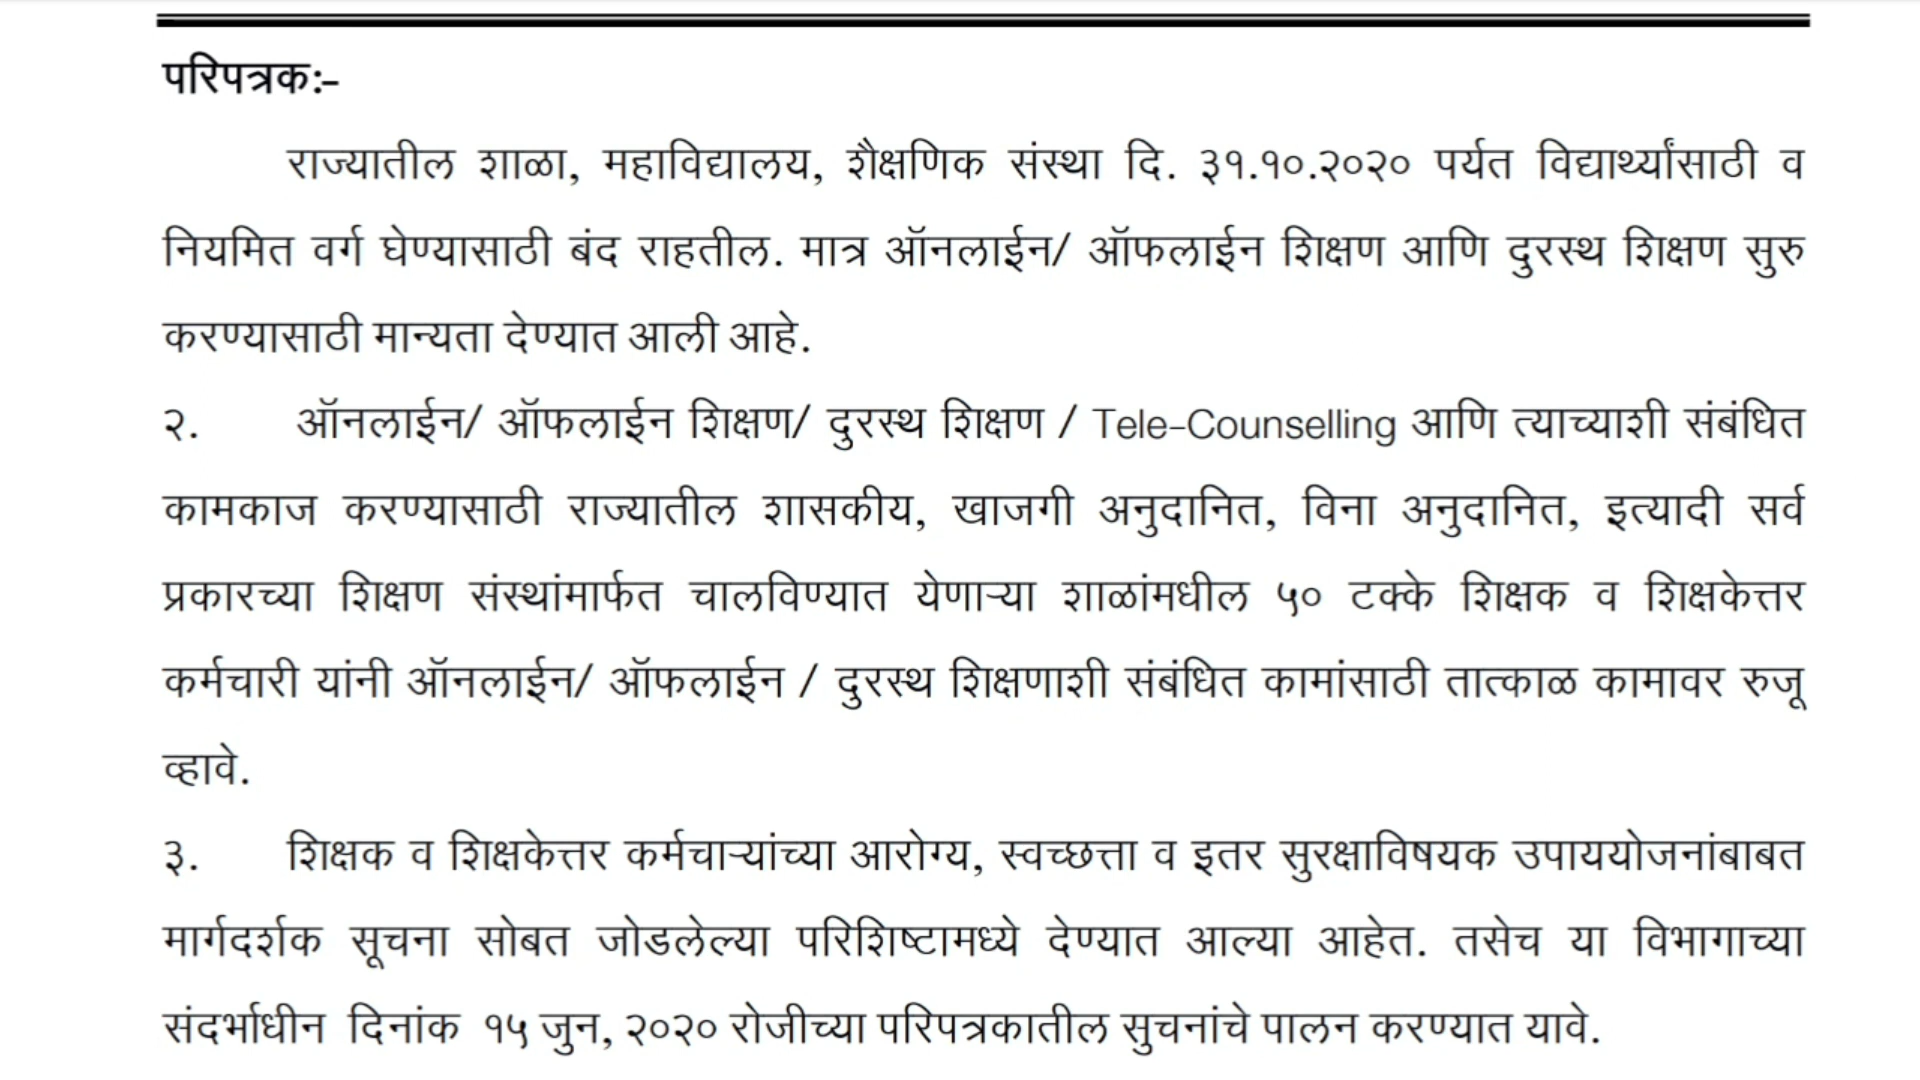 परिपत्रक:-
राज्यातील शाळा, महाविद्यालय, शैक्षणिक संस्था दि. ३१.१०.२०२० पर्यत विद्यार्थ्यांसाठी व
नियमित वर्ग घेण्यासाठी बंद राहतील. मात्र ऑनलाईन/ ऑफलाईन शिक्षण आणि दुरस्थ शिक्षण सुरु
करण्यासाठी मान्यता देण्यात आली आहे.
२. ऑनलाईन/ ऑफलाईन शिक्षण/ दुरस्थ शिक्षण / Tele-Counselling आणि त्याच्याशी संबंधित
कामकाज करण्यासाठी राज्यातील शासकीय, खाजगी अनुदानित, विना अनुदानित, इत्यादी सर्व
प्रकारच्या शिक्षण संस्थांमार्फत चालविण्यात येणाऱ्या शाळांमधील ५० टक्के शिक्षक व शिक्षकेत्तर
कर्मचारी यांनी ऑनलाईन/ ऑफलाईन / दुरस्थ शिक्षणाशी संबंधित कामांसाठी तात्काळ कामावर रुजू
व्हावे.
३. शिक्षक व शिक्षकेत्तर कर्मचाऱ्यांच्या आरोग्य, स्वच्छत्ता व इतर सुरक्षाविषयक उपाययोजनांबाबत
मार्गदर्शक सूचना सोबत जोडलेल्या परिशिष्टामध्ये देण्यात आल्या आहेत. तसेच या विभागाच्या
संदर्भाधीन दिनांक १५ जुन, २०२० रोजीच्या परिपत्रकातील सुचनांचे पालन करण्यात यावे.